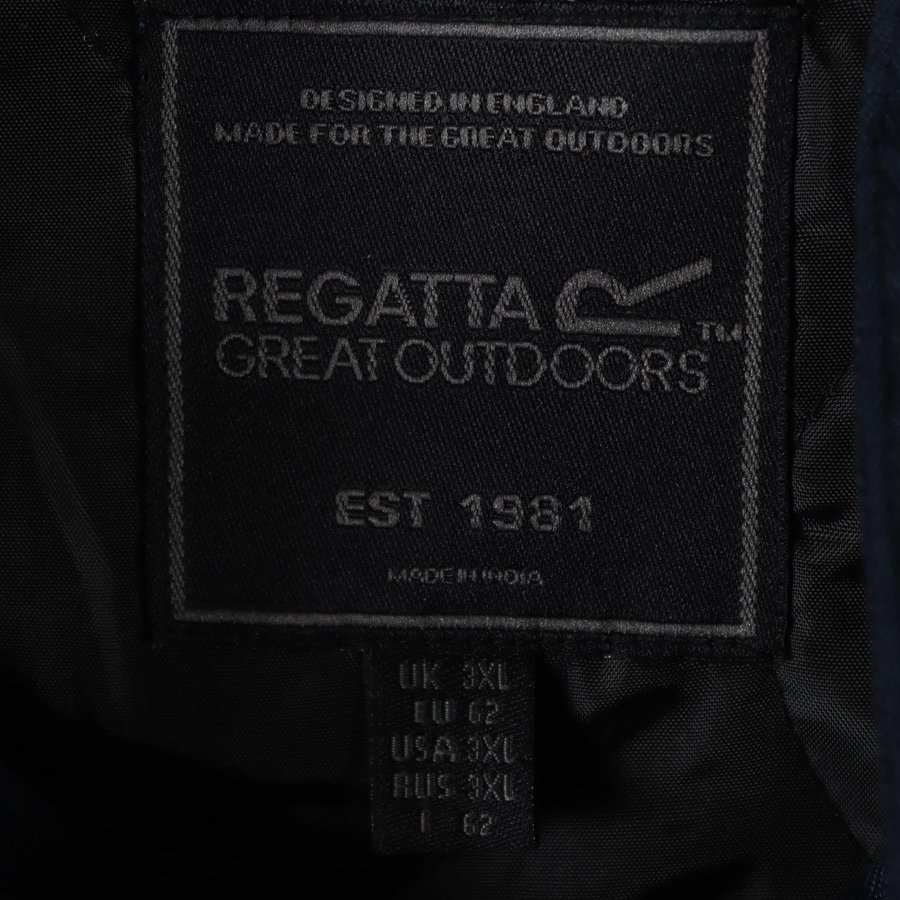 DESIGNED IN ENGLAND
MADE FOR THE GREAT OUTDOORS
REGATTA R TM
GREAT OUTDOORS
EST 1981
MADE IN INDIA
UK 3XL
EU 62
USA 3XL
RUS 3XL
I 62